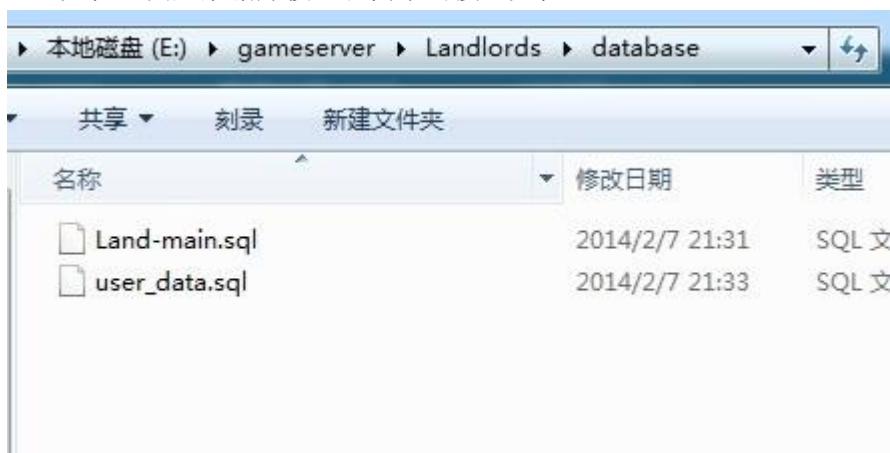 本地磁盘 (E:) ▸ gameserver ▸ Landlords ▸ database
共享 刻录 新建文件夹
名称 修改日期 类型
Land-main.sql 2014/2/7 21:31 SQL 文
user_data.sql 2014/2/7 21:33 SQL 文